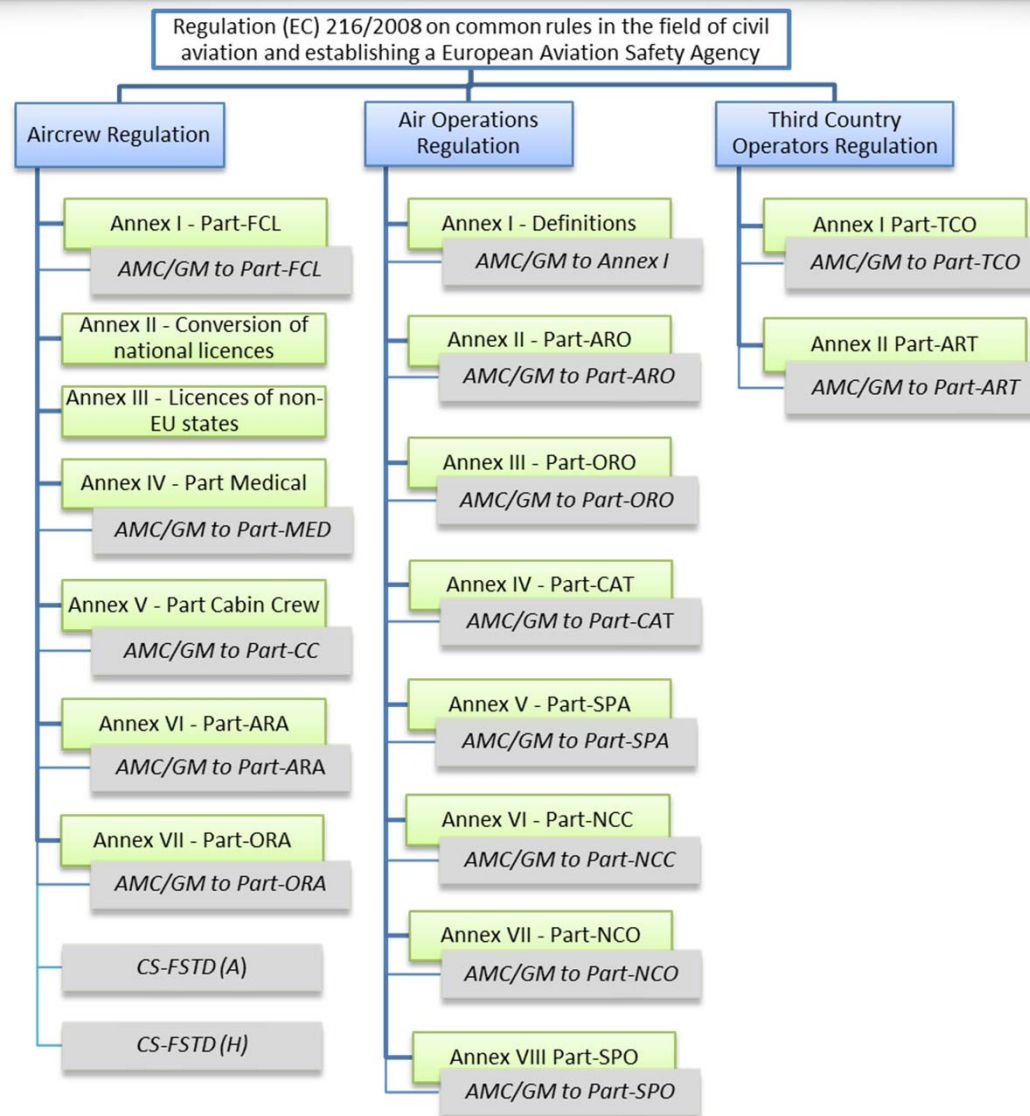 Regulation (EC) 216/2008 on common rules in the field of civil
aviation and establishing a European Aviation Safety Agency
Aircrew Regulation
Annex I - Part-FCL
AMC/GM to Part-FCL
Annex II - Conversion of
national licences
Annex III - Licences of non-
EU states
Annex IV - Part Medical
AMC/GM to Part-MED
Annex V - Part Cabin Crew
AMC/GM to Part-CC
Annex VI - Part-ARA
AMC/GM to Part-ARA
Annex VII - Part-ORA
AMC/GM to Part-ORA
CS-FSTD (A)
CS-FSTD (H)
Air Operations
Regulation
Annex I - Definitions
AMC/GM to Annex I
Annex II - Part-ARO
AMC/GM to Part-ARO
Annex III - Part-ORO
AMC/GM to Part-ORO
Annex IV - Part-CAT
AMC/GM to Part-CAT
Annex V - Part-SPA
AMC/GM to Part-SPA
Annex VI - Part-NCC
AMC/GM to Part-NCC
Annex VII - Part-NCO
AMC/GM to Part-NCO
Annex VIII Part-SPO
AMC/GM to Part-SPO
Third Country
Operators Regulation
Annex I Part-TCO
AMC/GM to Part-TCO
Annex II Part-ART
AMC/GM to Part-ART